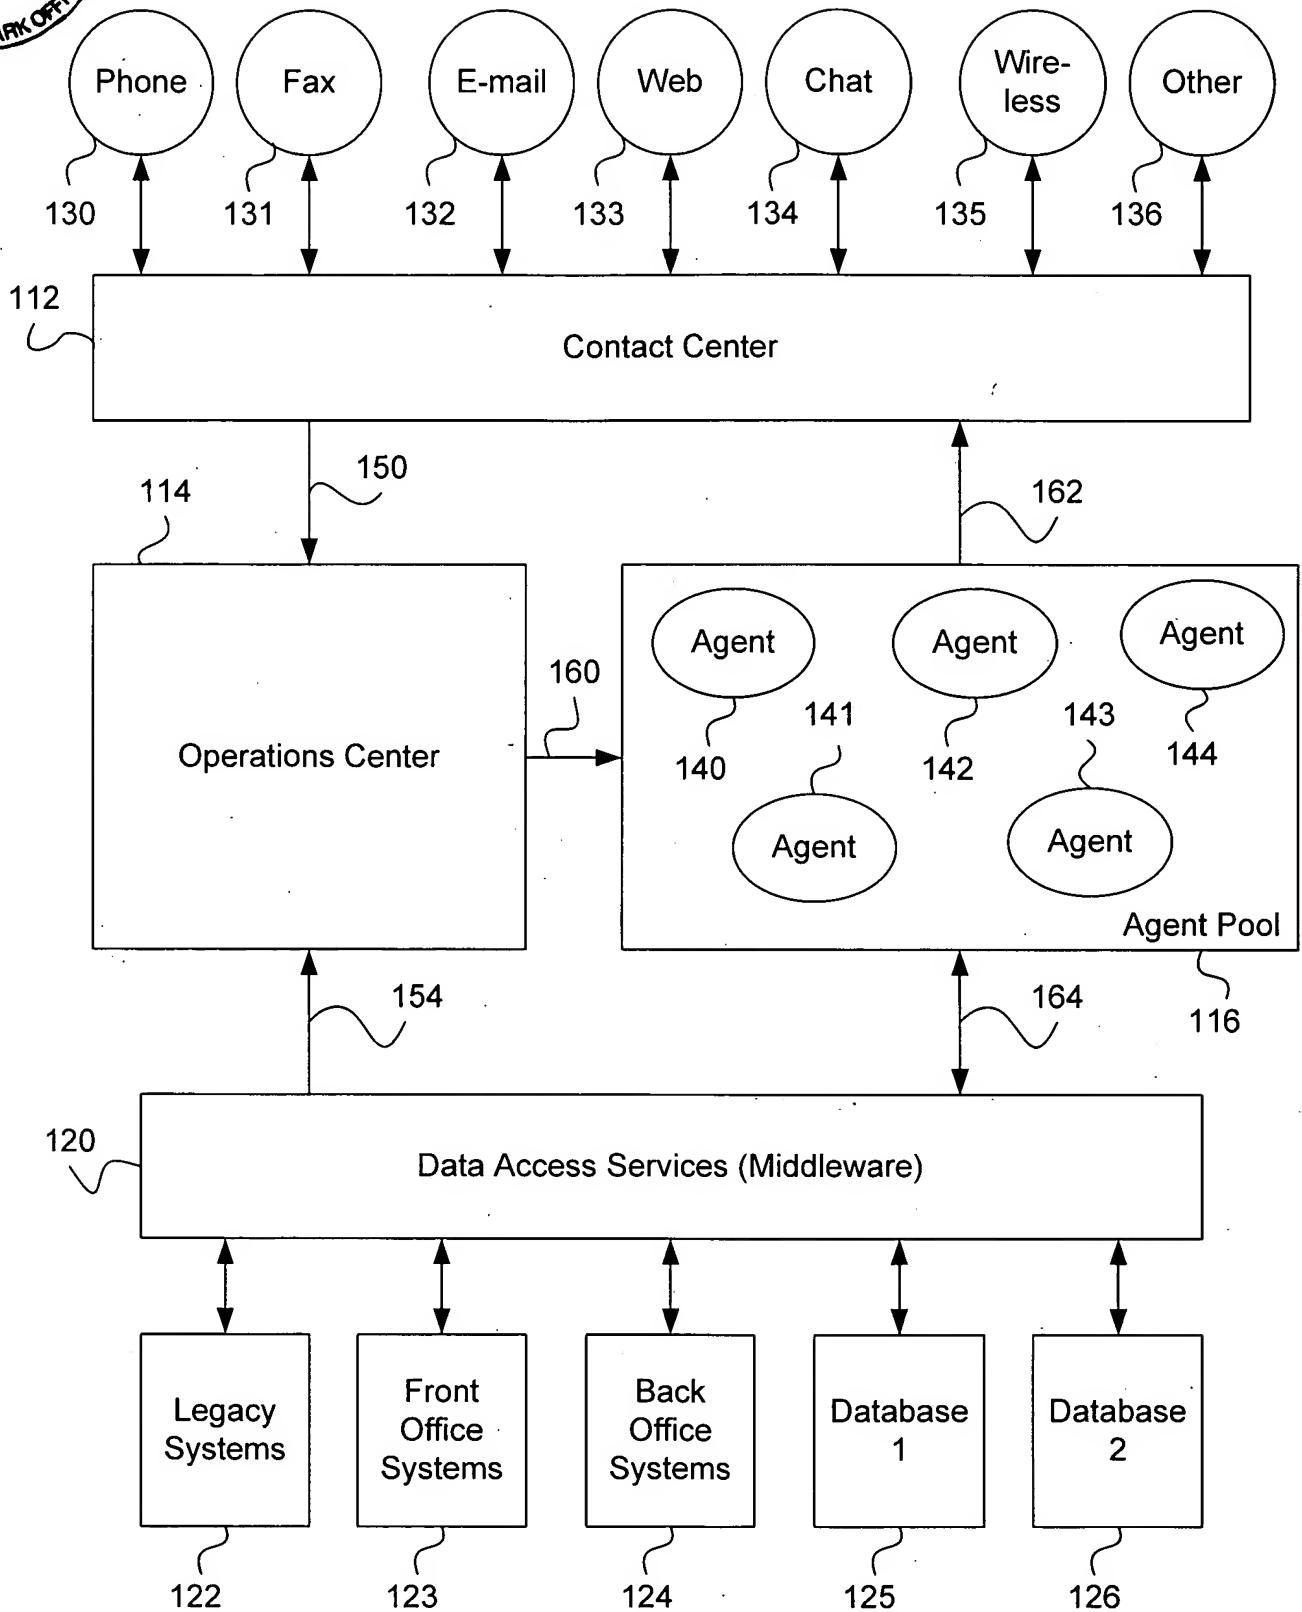 Phone
Fax
E-mail
Web
Chat
Wire-
less
Other
130
131
132
133
134
135
136
112
Contact Center
150
162
114
Agent
Agent
Agent
160
141
143
Operations Center
140
142
144
Agent
Agent
Agent Pool
154
164
116
120
Data Access Services (Middleware)
Legacy
Systems
Front
Office
Systems
Back
Office
Systems
Database
1
Database
2
122
123
124
125
126